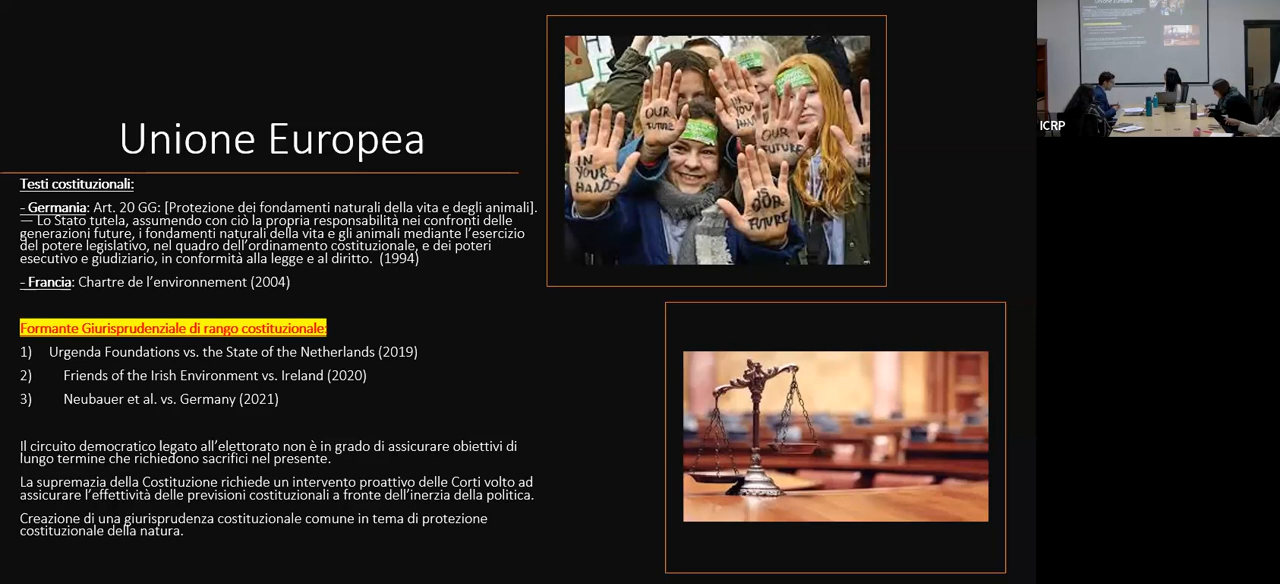 Unione Europea
Testi costituzionali:
- Germania: Art. 20 GG: [Protezione dei fondamenti naturali della vita e degli animali].
— Lo Stato tutela, assumendo con ciò la propria responsabilità nei confronti delle
generazioni future, i fondamenti naturali della vita e gli animali mediante l'esercizio
del potere legislativo, nel quadro dell'ordinamento costituzionale, e dei poteri
esecutivo e giudiziario, in conformità alla legge e al diritto. (1994)
- Francia: Chartre de l'environnement (2004)
Formante Giurisprudenziale di rango costituzionale:
1) Urgenda Foundations vs. the State of the Netherlands (2019)
2) Friends of the Irish Environment vs. Ireland (2020)
3) Neubauer et al. vs. Germany (2021)
Il circuito democratico legato all'elettorato non è in grado di assicurare obiettivi di
lungo termine che richiedono sacrifici nel presente.
La supremazia della Costituzione richiede un intervento proattivo delle Corti volto ad
assicurare l'effettività delle previsioni costituzionali a fronte dell'inerzia della politica.
Creazione di una giurisprudenza costituzionale comune in tema di protezione
costituzionale della natura.
IN
YOUR
HANDS
OUR
FUTURE
IN
YOUR
HAND
OUR
FUTURE
IS
OUR
FUTURE
Unione Europea
ICRP